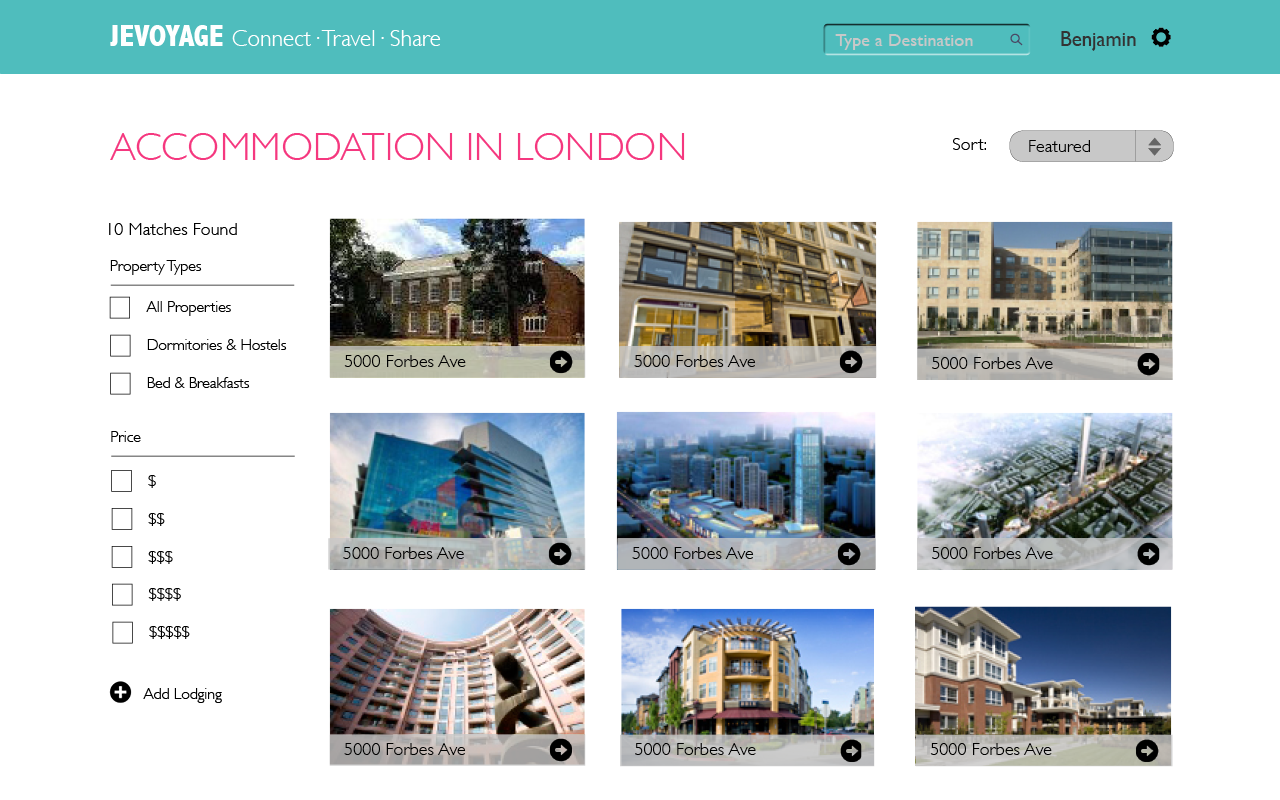 JEVOYAGE Connect · Travel · Share
Type a Destination
Benjamin
ACCOMMODATION IN LONDON
Sort:
Featured
10 Matches Found
Property Types
All Properties
Dormitories & Hostels
Bed & Breakfasts
Price
$
$$
$$$
$$$$
$$$$$
Add Lodging
5000 Forbes Ave
5000 Forbes Ave
5000 Forbes Ave
5000 Forbes Ave
5000 Forbes Ave
5000 Forbes Ave
5000 Forbes Ave
5000 Forbes Ave
5000 Forbes Ave